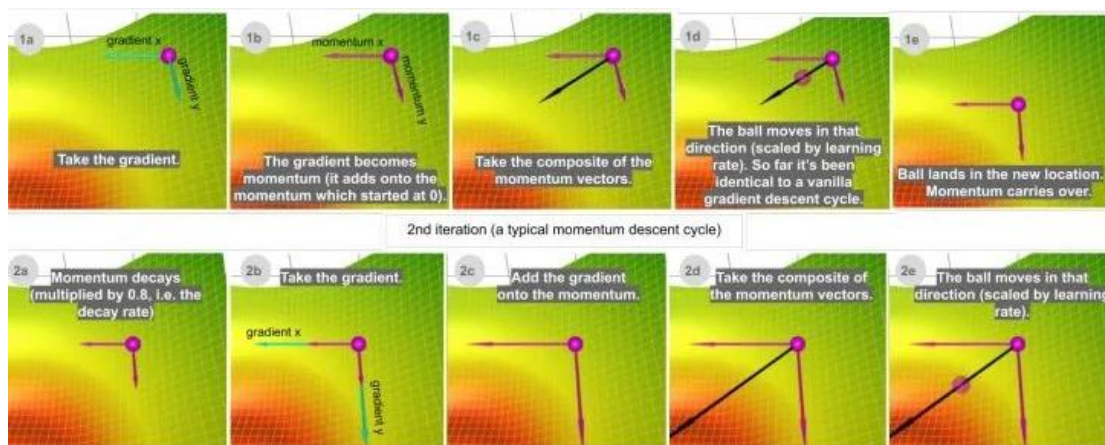 1a
gradient x
gradient y
Take the gradient.
1b
momentum x
momentum y
The gradient becomes
momentum (it adds onto the
momentum which started at 0).
1c
Take the composite of the
momentum vectors.
1d
The ball moves in that
direction (scaled by learning
rate). So far it's been
identical to a vanilla
gradient descent cycle.
1e
Ball lands in the new location.
Momentum carries over.
2nd iteration (a typical momentum descent cycle)
2a
Momentum decays
(multiplied by 0.8, i.e. the
decay rate)
2b
Take the gradient.
gradient x
gradient y
2c
Add the gradient
onto the momentum.
2d
Take the composite of
the momentum vectors.
2e
The ball moves in that
direction (scaled by learning
rate).